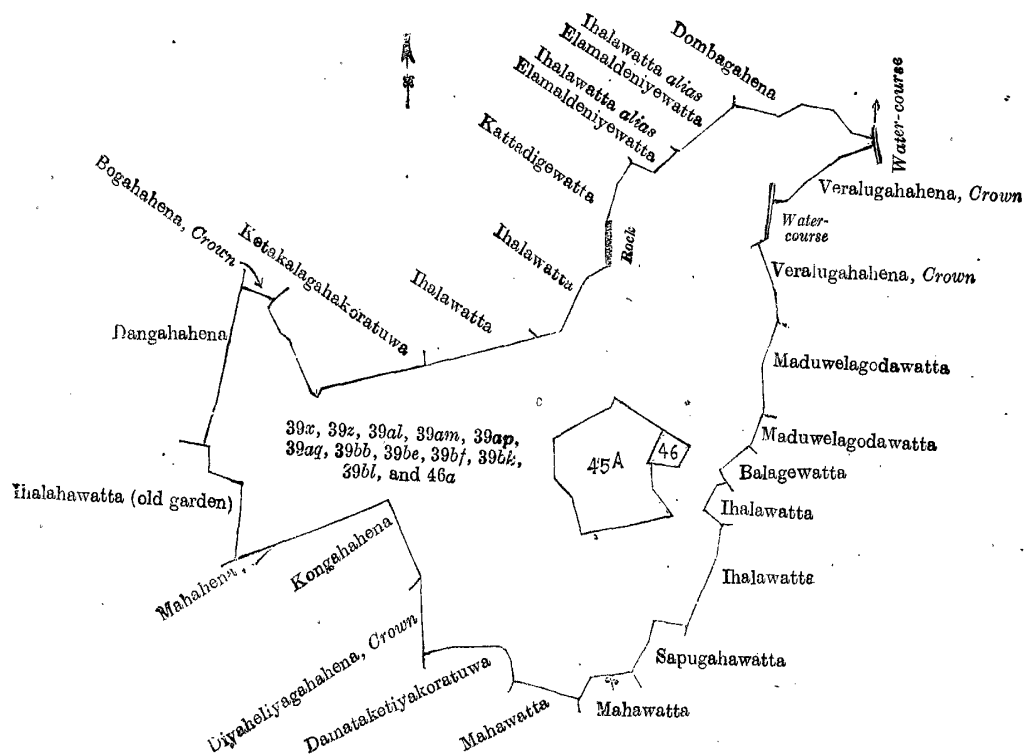 Dombagahena
Ihalawatta alias
Elamaldeniyewatta
Ihalawatta alias
Elamaldeniyewatta
Kattadigewatta
Water-course
Veralugahahena, Crown
Water-
course
Veralugahahena, Crown
Rock
Ihalawatta
Ihalawatta
Ketakalagahakoratuwa
Bogahahena, Crown
Dangahahena
Maduwelagodawatta
39x, 39z, 39al, 39am, 39ap,
39aq, 39bb, 39be, 39bf, 39bk,
39bl, and 46a
45A
46
Maduwelagodawatta
Balagewatta
Ihalahawatta (old garden)
Ihalawatta
Ihalawatta
Mahahena
Kongahahena
Diyaheliyagahahena, Crown
Damataketiyakoratuwa
Mahawatta
Mahawatta
Sapugahawatta